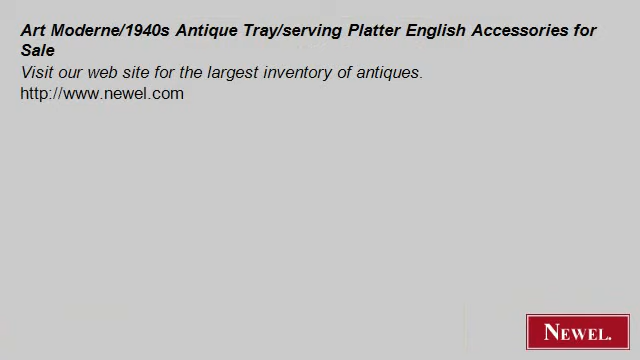 Art Moderne/1940s Antique Tray/serving Platter English Accessories for
Sale
Visit our web site for the largest inventory of antiques.
http://www.newel.com
NEWEL.